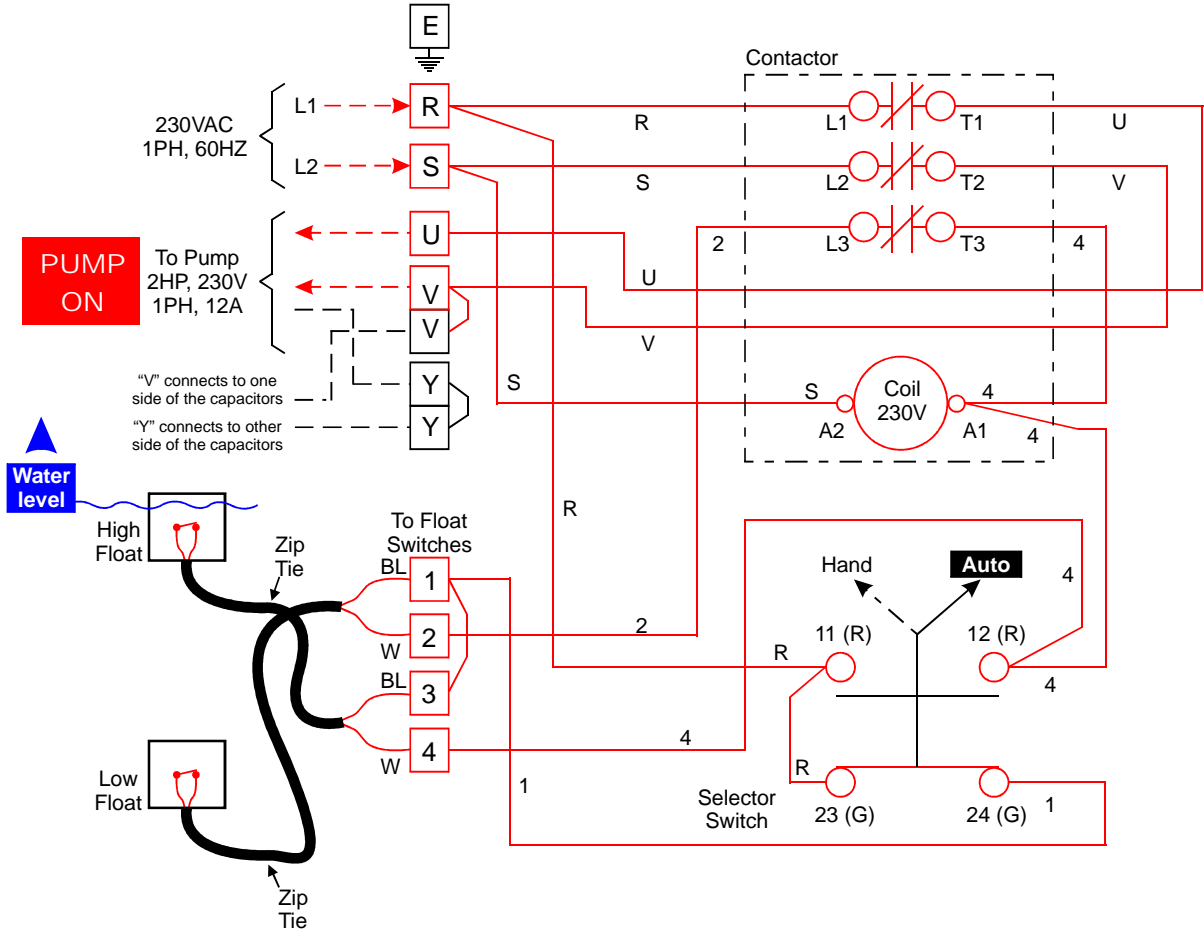 E
Contactor
230VAC
1PH, 60HZ
L1
R
R
L1
T1
U
L2
S
S
L2
T2
V
PUMP
ON
To Pump
2HP, 230V
1PH, 12A
U
2
L3
T3
4
V
U
V
V
"V" connects to one
side of the capacitors
Y
S
S
Coil
230V
4
A2
A1
4
"Y" connects to other
side of the capacitors
Y
Water
level
High
Float
Zip
Tie
To Float
Switches
R
BL
1
Hand
Auto
4
W
2
2
11 (R)
12 (R)
BL
3
R
4
W
4
4
Low
Float
1
R
Selector
Switch
23 (G)
24 (G)
1
Zip
Tie